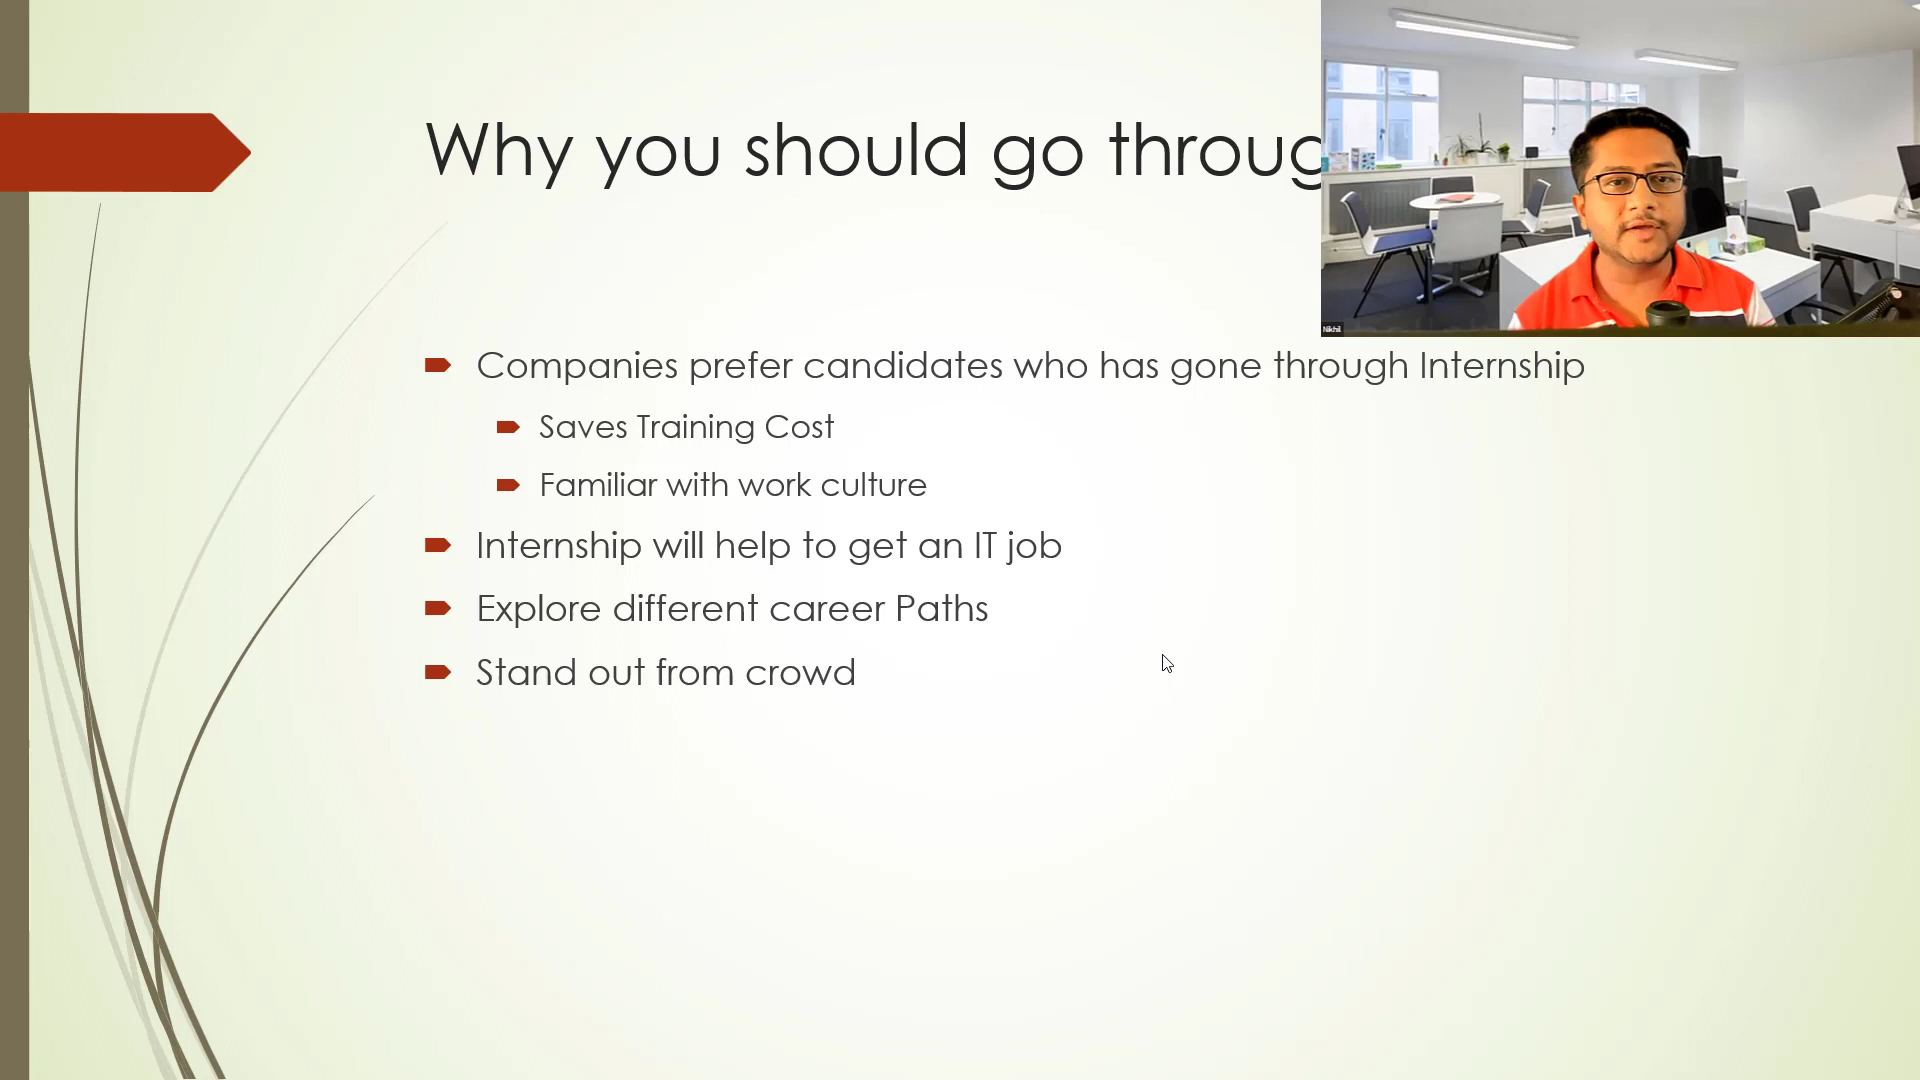 Why you should go throug
Nikhil
Companies prefer candidates who has gone through Internship
Saves Training Cost
Familiar with work culture
Internship will help to get an IT job
Explore different career Paths
Stand out from crowd